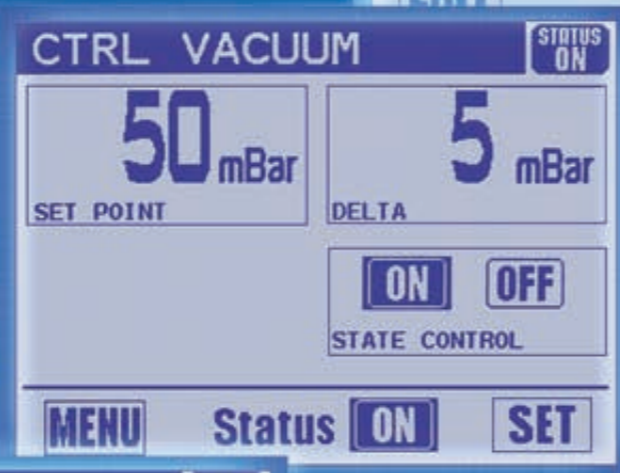 CTRL VACUUM
STATUS
ON
50 mBar
SET POINT
5 mBar
DELTA
ON OFF
STATE CONTROL
MENU Status ON SET